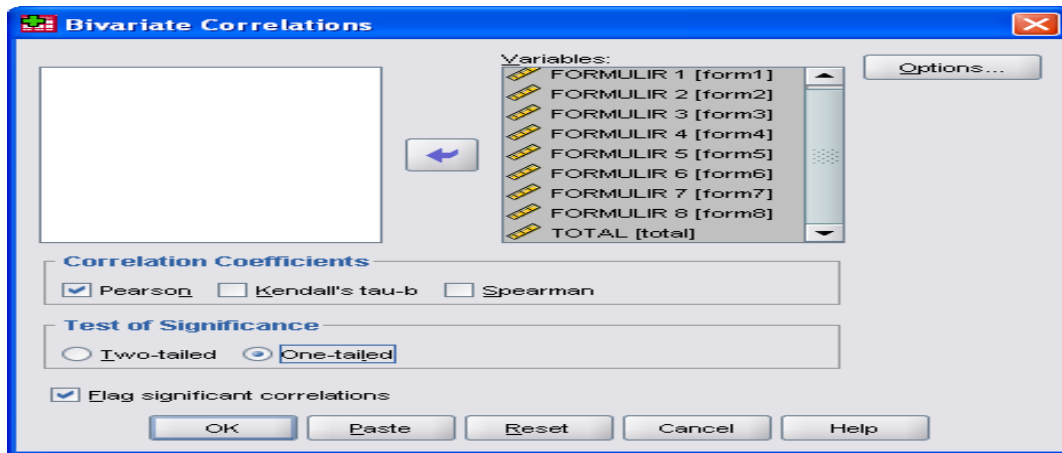 Bivariate Correlations
Variables:
FORMULIR 1 [form1]
FORMULIR 2 [form2]
FORMULIR 3 [form3]
FORMULIR 4 [form4]
FORMULIR 5 [form5]
FORMULIR 6 [form6]
FORMULIR 7 [form7]
FORMULIR 8 [form8]
TOTAL [total]
Options...
Correlation Coefficients
Pearson Kendall's tau-b Spearman
Test of Significance
Two-tailed One-tailed
Flag significant correlations
OK Paste Reset Cancel Help